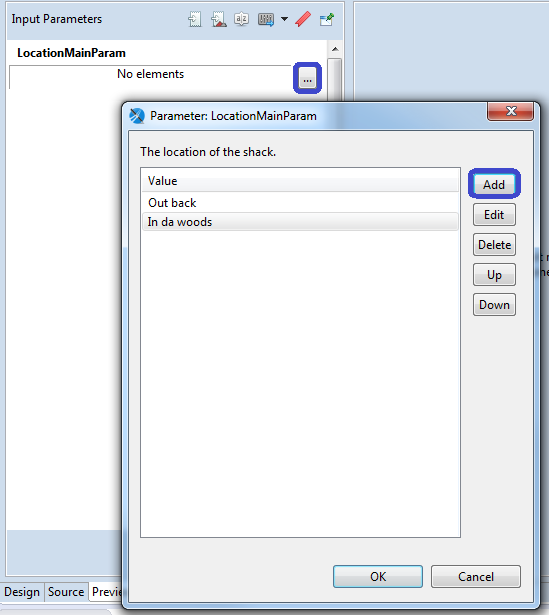 Input Parameters
LocationMainParam
No elements
...
Parameter: LocationMainParam
The location of the shack.
Value
Add
Out back
In da woods
Edit
Delete
Up
Down
OK
Cancel
Design
Source